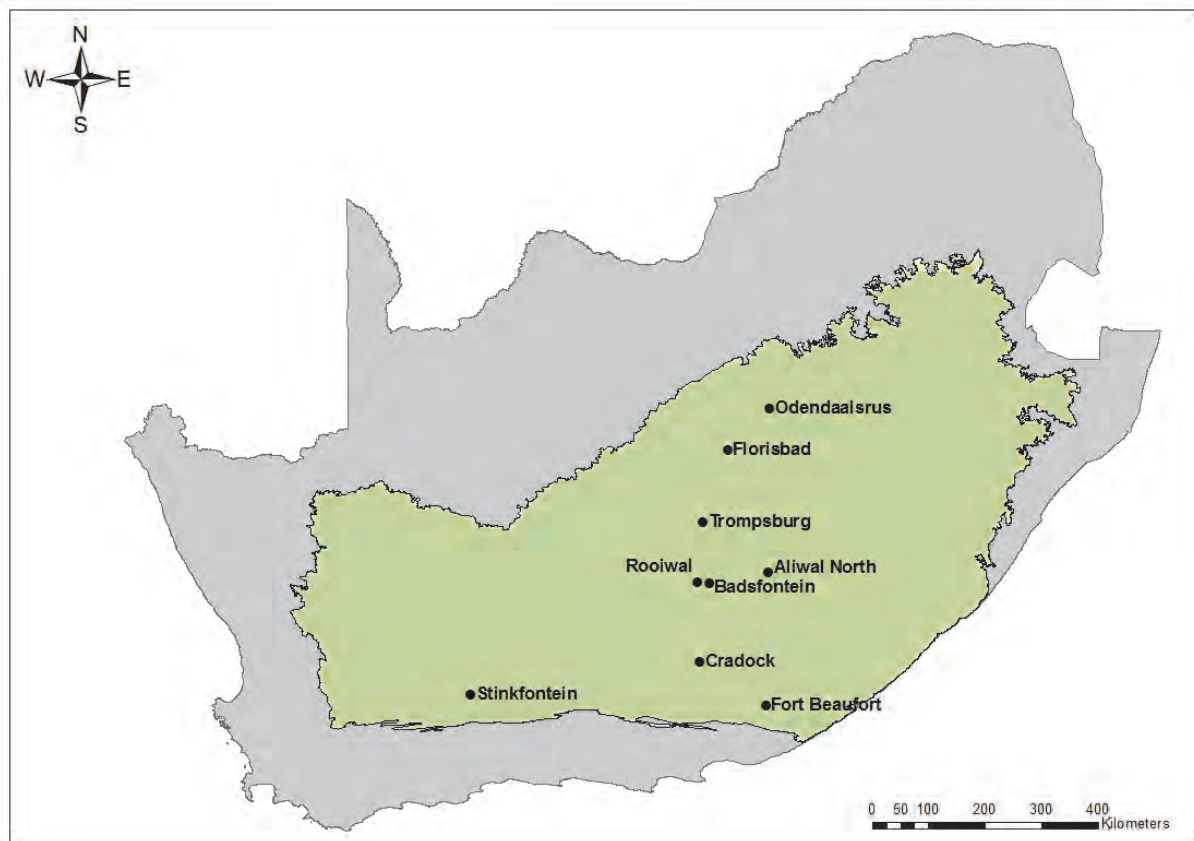 N
W E
S
Odendaalsrus
Florisbad
Trompsburg
Rooiwal
Aliwal North
Badsfontein
Cradock
Stinkfontein
Fort Beaufort
0 50 100 200 300 400
Kilometers